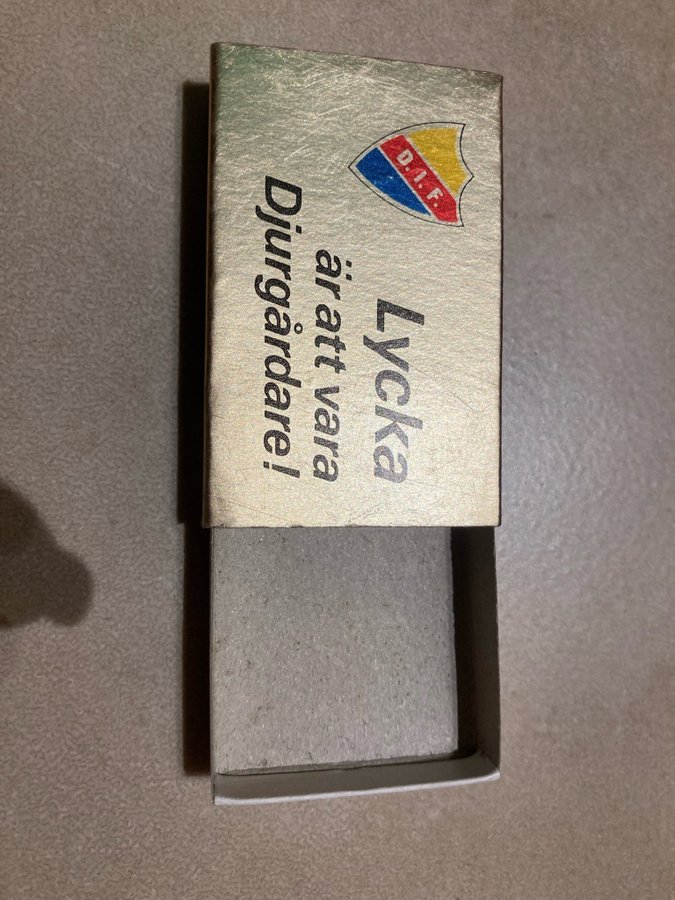 D.I.F.
Lycka
är att vara
Djurgårdare!